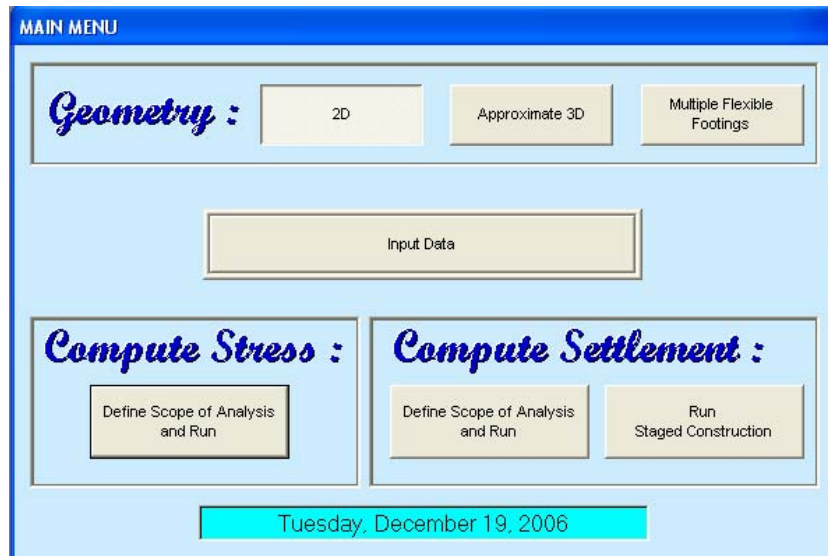 MAIN MENU
Geometry :
2D
Approximate 3D
Multiple Flexible
Footings
Input Data
Compute Stress :
Define Scope of Analysis
and Run
Compute Settlement :
Define Scope of Analysis
and Run
Run
Staged Construction
Tuesday, December 19, 2006